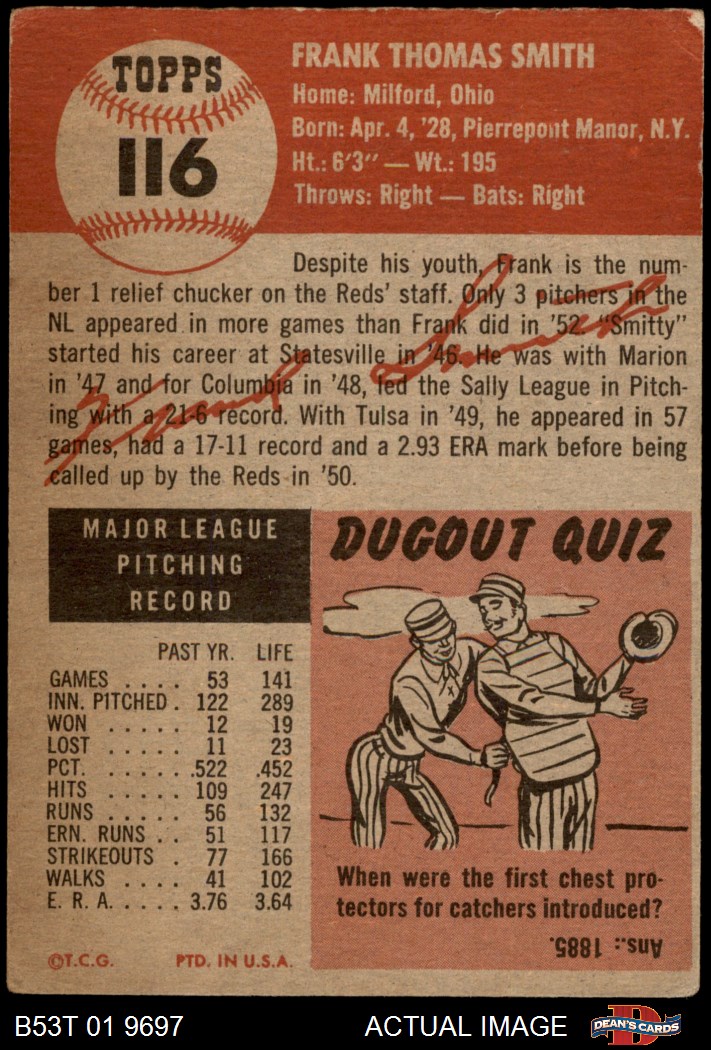 TOPPS
116
FRANK THOMAS SMITH
Home: Milford, Ohio
Born: Apr. 4, '28, Pierrepont Manor, N.Y.
Ht.: 6'3" — Wt.: 195
Throws: Right — Bats: Right
Despite his youth, Frank is the num-
ber 1 relief chucker on the Reds' staff. Only 3 pitchers in the
NL appeared in more games than Frank did in '52. "Smitty"
started his career at Statesville in '46. He was with Marion
in '47 and for Columbia in '48, led the Sally League in Pitch-
ing with a 21-6 record. With Tulsa in '49, he appeared in 57
games, had a 17-11 record and a 2.93 ERA mark before being
called up by the Reds in '50.
Frank Smith
MAJOR LEAGUE
PITCHING
RECORD
PAST YR. LIFE
GAMES . . . . 53 141
INN. PITCHED . 122 289
WON . . . . . 12 19
LOST . . . . . 11 23
PCT. . . . . . .522 .452
HITS . . . . . 109 247
RUNS . . . . . 56 132
ERN. RUNS . . 51 117
STRIKEOUTS . 77 166
WALKS . . . . 41 102
E. R. A. . . . . 3.76 3.64
©T.C.G. PTD. IN U.S.A.
DUGOUT QUIZ
When were the first chest pro-
tectors for catchers introduced?
Ans.: 1885.
B53T 01 9697 ACTUAL IMAGE
D
DEAN'S CARDS